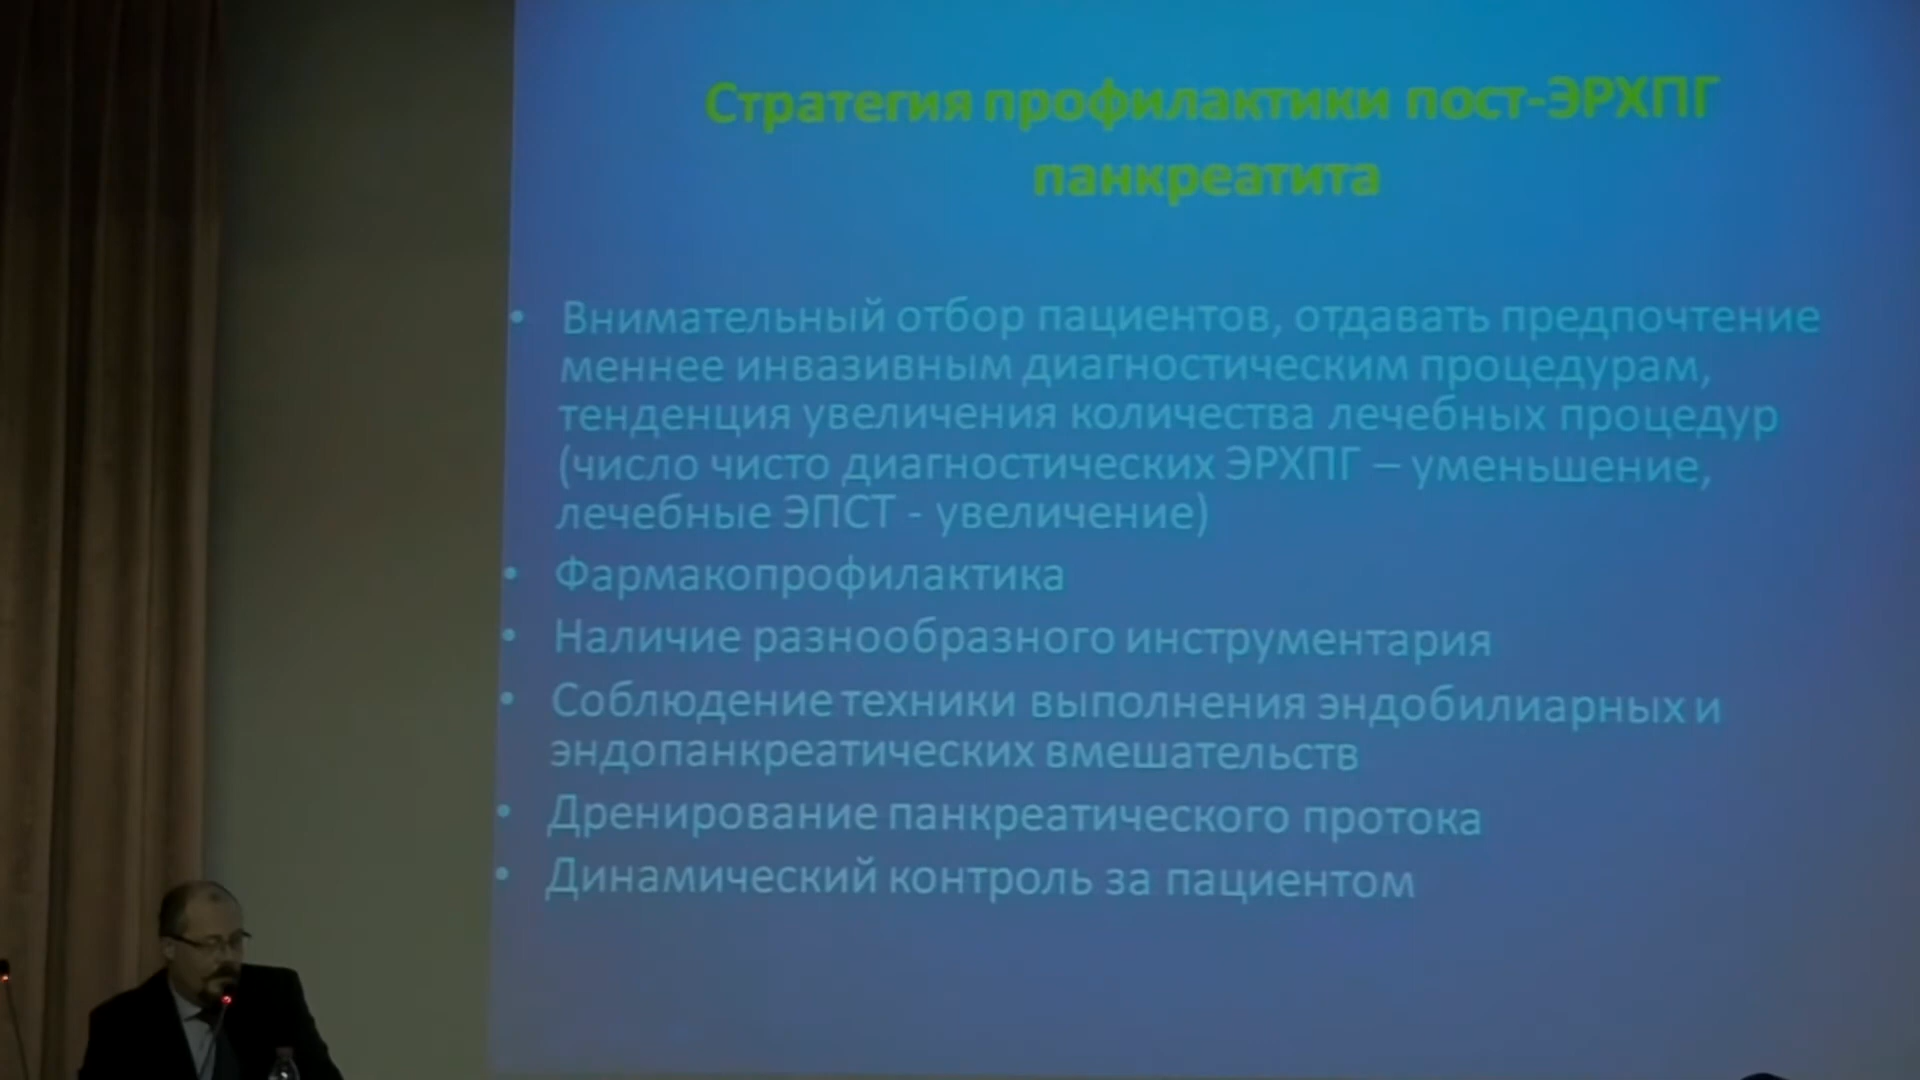 Стратегия профилактики пост-ЭРХПГ
панкреатита
• Внимательный отбор пациентов, отдавать предпочтение
меннее инвазивным диагностическим процедурам,
тенденция увеличения количества лечебных процедур
(число чисто диагностических ЭРХПГ – уменьшение,
лечебные ЭПСТ - увеличение)
• Фармакопрофилактика
• Наличие разнообразного инструментария
• Соблюдение техники выполнения эндобилиарных и
эндопанкреатических вмешательств
• Дренирование панкреатического протока
• Динамический контроль за пациентом